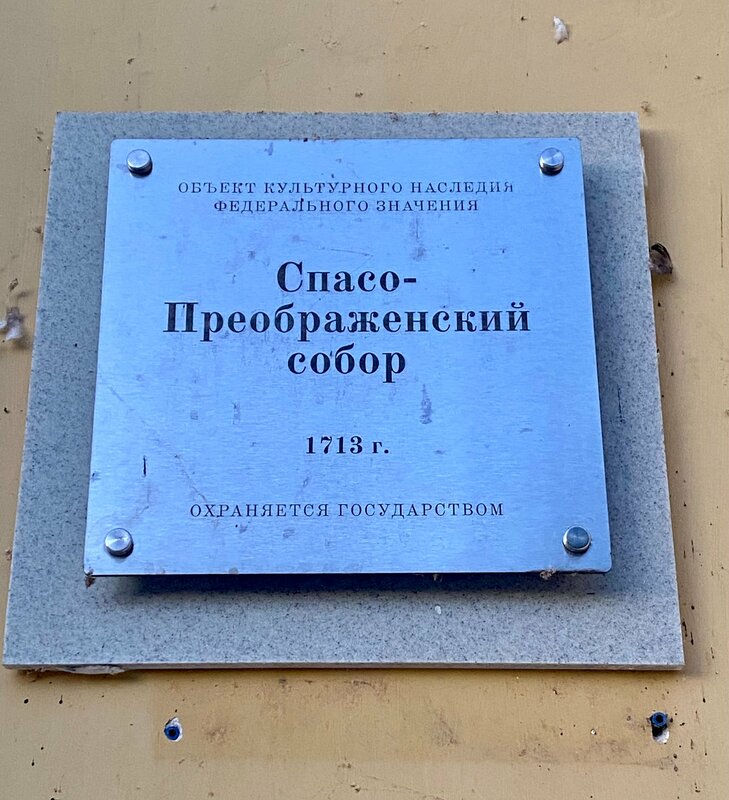 ОБЪЕКТ КУЛЬТУРНОГО НАСЛЕДИЯ
ФЕДЕРАЛЬНОГО ЗНАЧЕНИЯ
Спасо-
Преображенский
собор
1713 г.
ОХРАНЯЕТСЯ ГОСУДАРСТВОМ